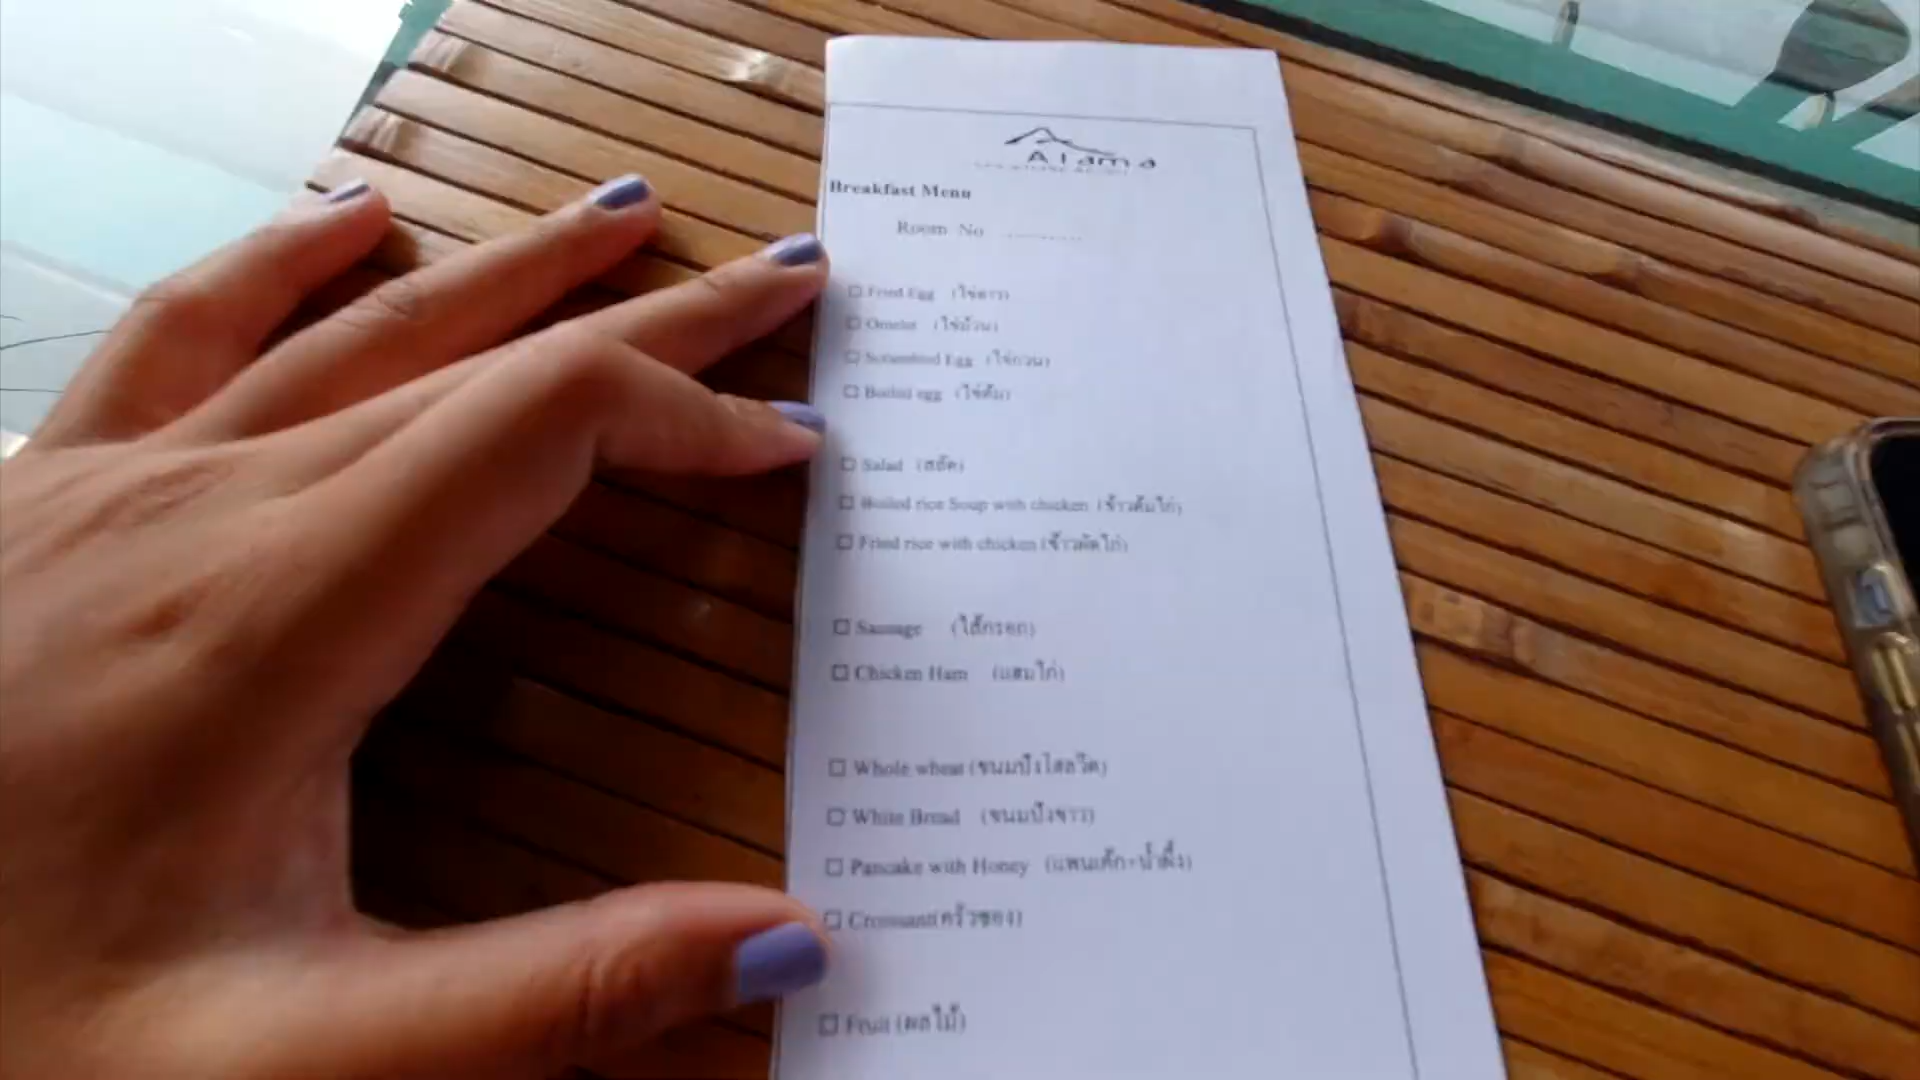 Alama
Breakfast Menu
Room No ............
☐ Fried Egg (ไข่ดาว)
☐ Omelet (ไข่ม้วน)
☐ Scrambled Egg (ไข่กวน)
☐ Boiled egg (ไข่ต้ม)
☐ Salad (สลัด)
☐ Boiled rice Soup with chicken (ข้าวต้มไก่)
☐ Fried rice with chicken (ข้าวผัดไก่)
☐ Sausage (ไส้กรอก)
☐ Chicken Ham (แฮมไก่)
☐ Whole wheat (ขนมปังโฮลวีต)
☐ White Bread (ขนมปังขาว)
☐ Pancake with Honey (แพนเค้ก+น้ำผึ้ง)
☐ Croissant(ครัวซอง)
☐ Fruit (ผลไม้)